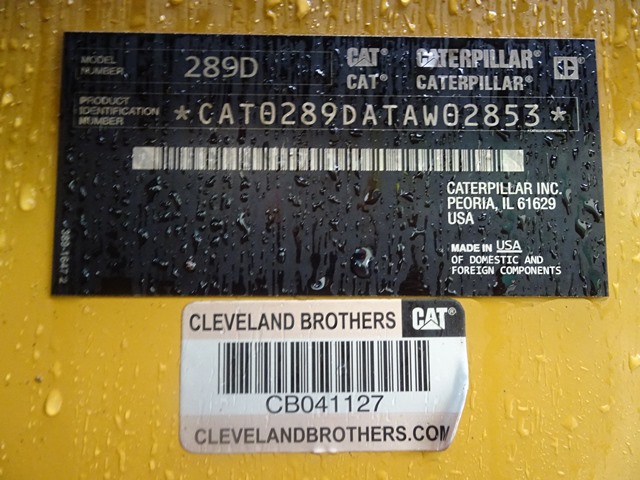 MODEL NUMBER 289D CAT® CATERPILLAR®
CAT® CATERPILLAR®
PRODUCT IDENTIFICATION NUMBER *CAT0289DATAW02853*
CATERPILLAR INC.
PEORIA, IL 61629
USA
MADE IN USA
OF DOMESTIC AND
FOREIGN COMPONENTS
CLEVELAND BROTHERS CAT®
CB041127
CLEVELANDBROTHERS.COM